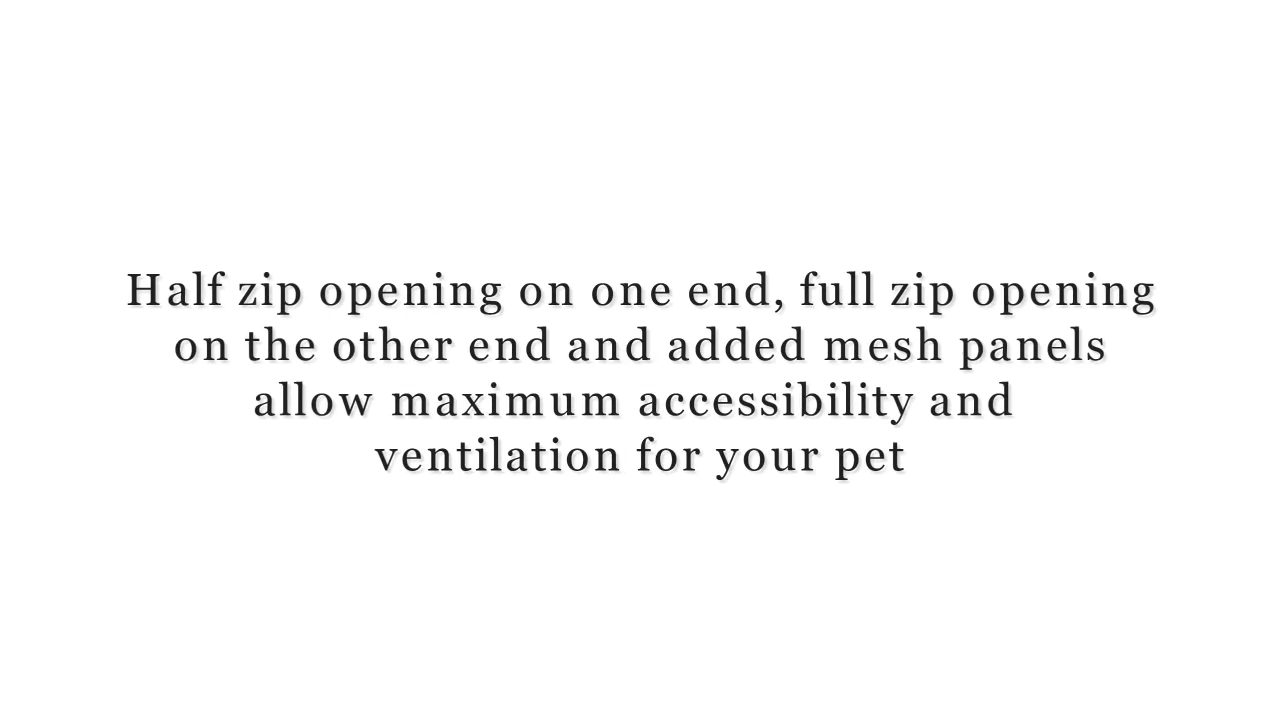 Half zip opening on one end, full zip opening
on the other end and added mesh panels
allow maximum accessibility and
ventilation for your pet